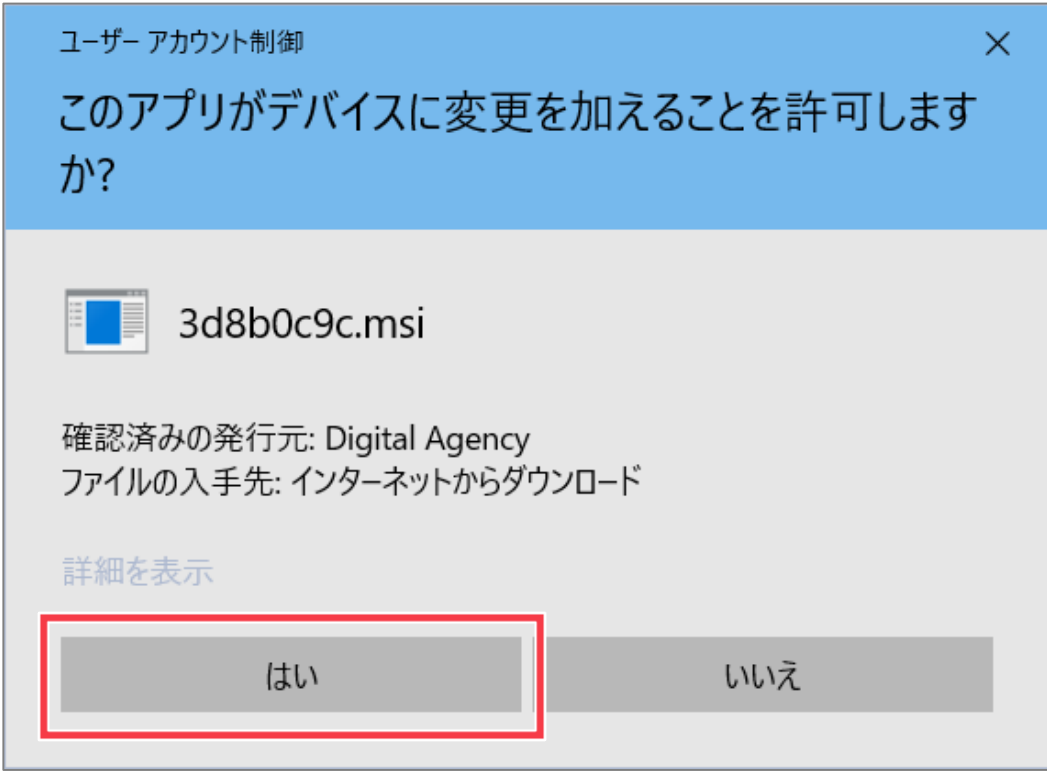 ユーザー アカウント制御
このアプリがデバイスに変更を加えることを許可します
か?
3d8b0c9c.msi
確認済みの発行元: Digital Agency
ファイルの入手先: インターネットからダウンロード
詳細を表示
はい
いいえ